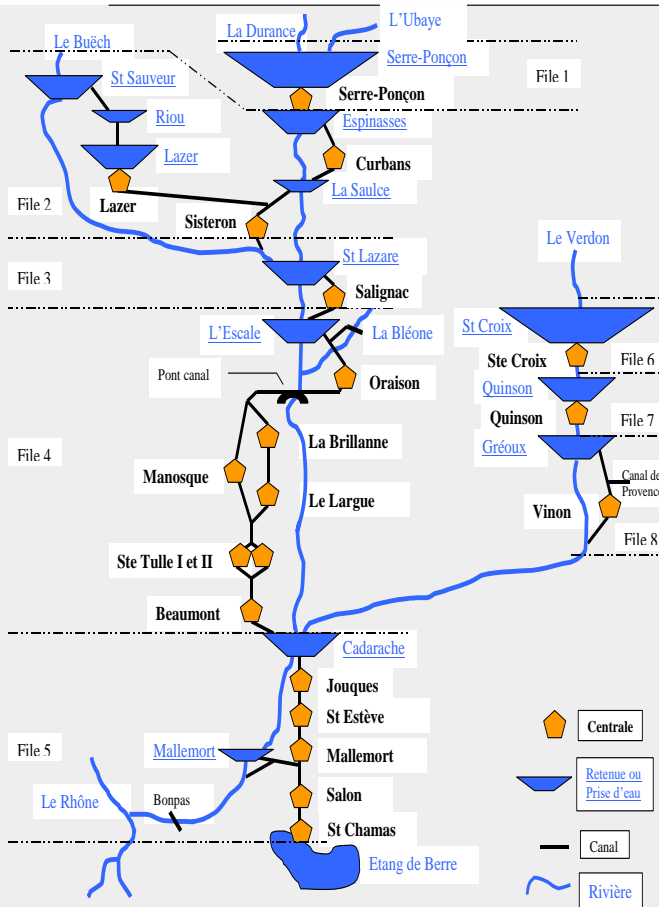 La Durance
L'Ubaye
Le Buëch
Serre-Ponçon
File 1
St Sauveur
Serre-Ponçon
Riou
Espinasses
Lazer
Curbans
La Saulce
File 2
Lazer
Sisteron
Le Verdon
St Lazare
File 3
Salignac
St Croix
L'Escale
La Bléone
Ste Croix
File 6
Pont canal
Oraison
Quinson
Quinson
File 7
La Brillanne
Gréoux
File 4
Manosque
Canal de
Provence
Le Largue
Vinon
File 8
Ste Tulle I et II
Beaumont
Cadarache
Jouques
St Estève
Centrale
File 5
Mallemort
Mallemort
Retenue ou
Prise d'eau
Le Rhône
Bonpas
Salon
St Chamas
Canal
Etang de Berre
Rivière